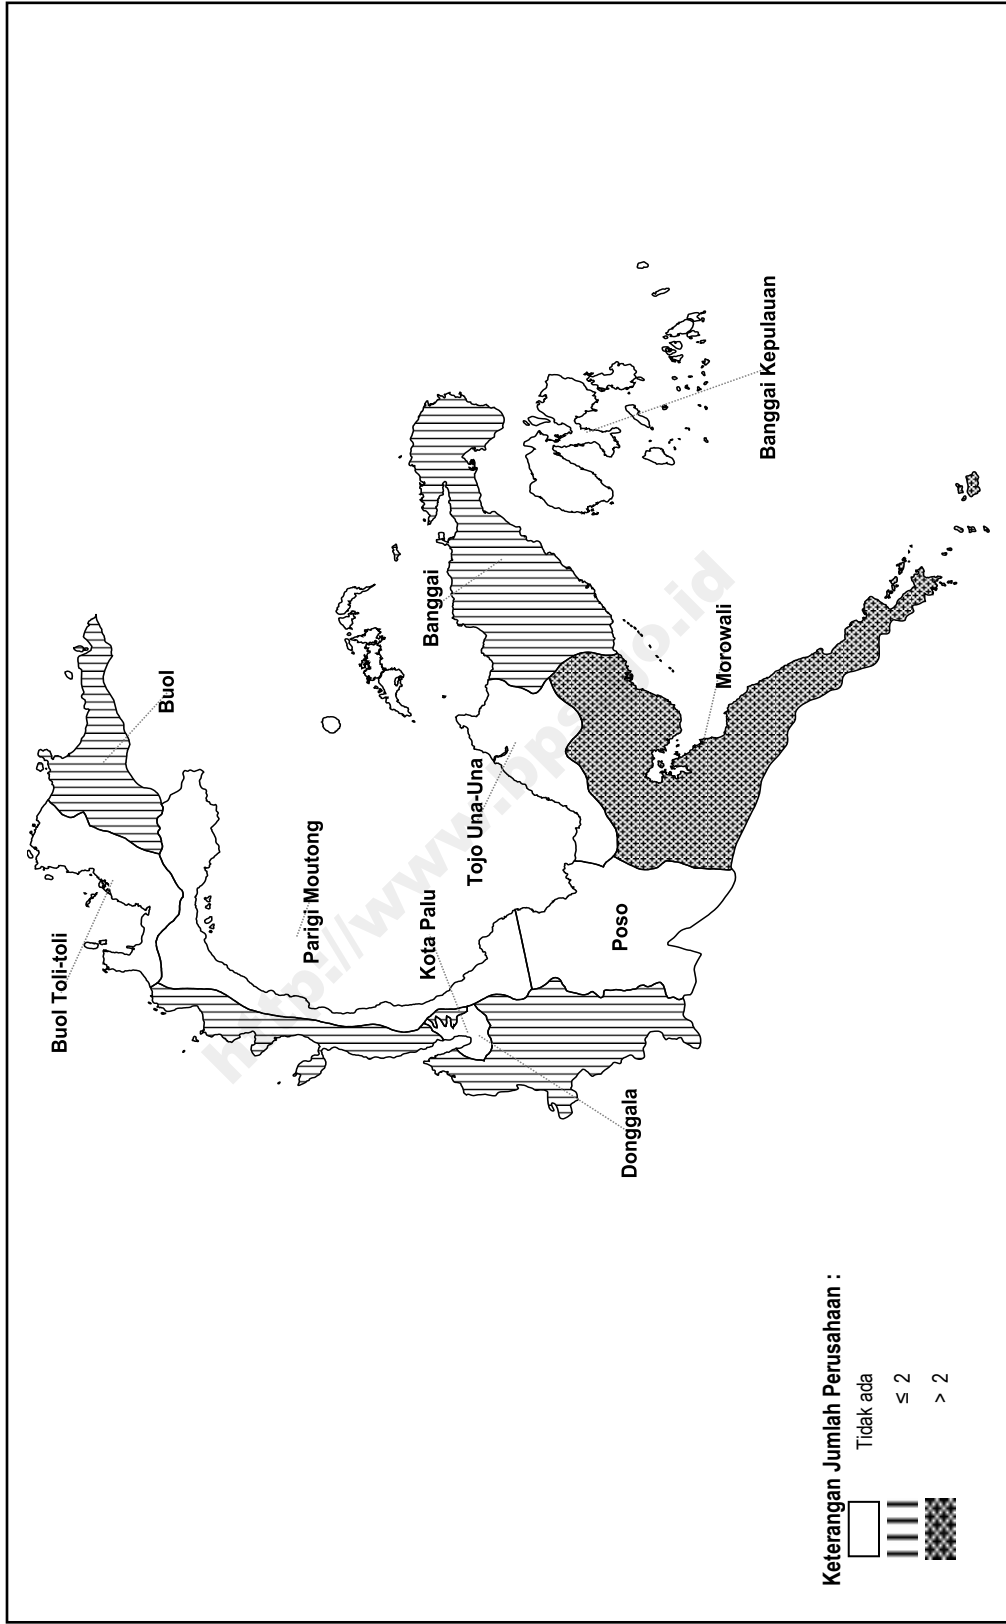 Buol Toli-toli
Buol
Parigi Moutong
Kota Palu
Banggai
Tojo Una-Una
Poso
Donggala
Morowali
Banggai Kepulauan
http://www.bps.go.id
Keterangan Jumlah Perusahaan :
Tidak ada
≤ 2
> 2